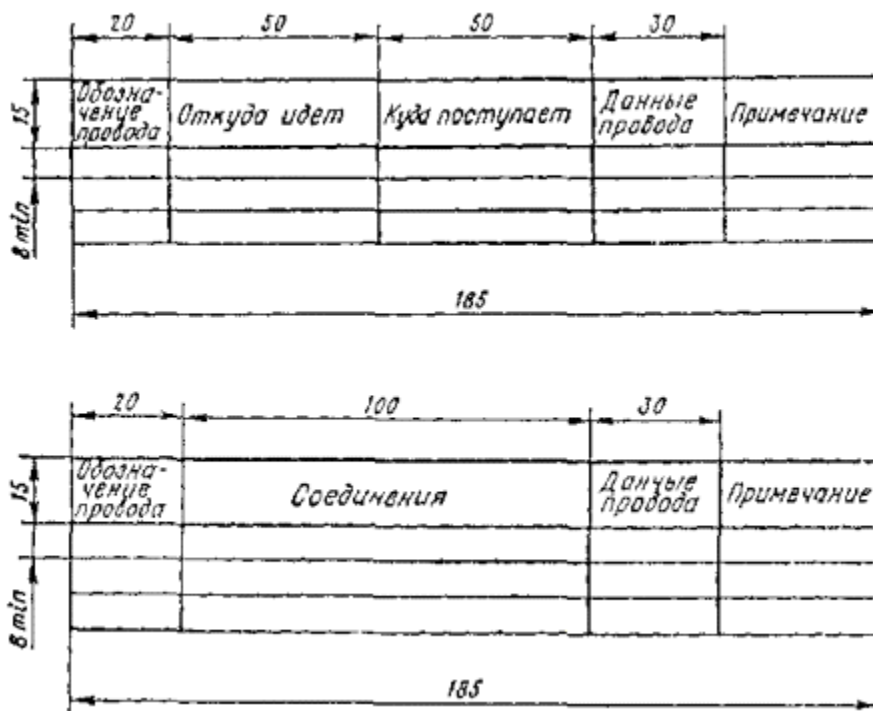 20 50 50 30
15
Обозна-
чение
провода
Откуда идет
Куда поступает
Данные
провода
Примечание
8 min
185
20 100 30
15
Обозна-
чение
провода
Соединения
Данные
провода
Примечание
8 min
185